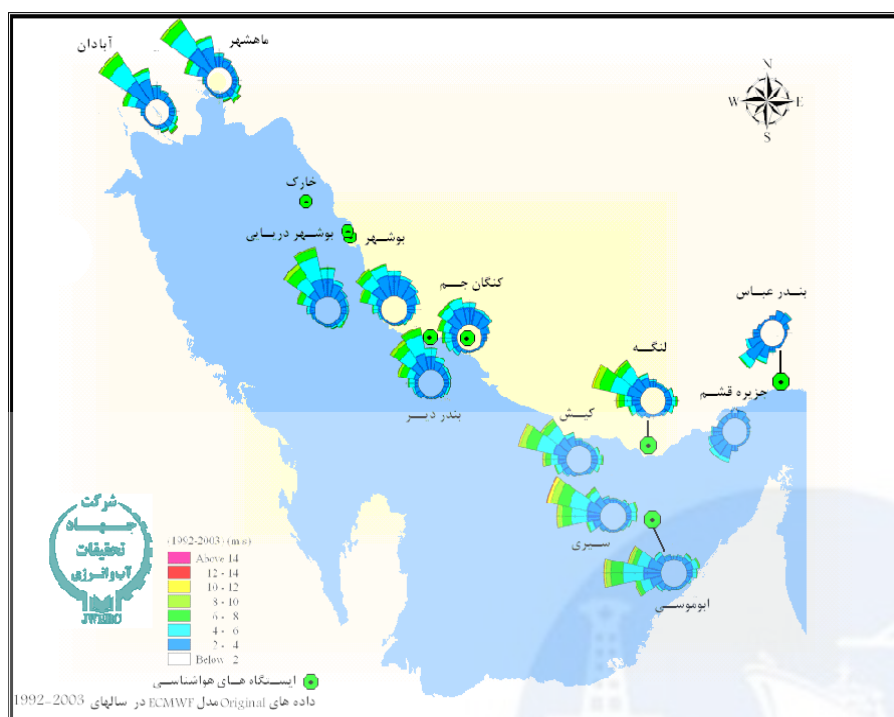 ماهشهر
آبادان
N
W E
S
خارک
بوشهر دریایی
بوشهر
کنگان جم
بندر عباس
لنگه
جزیره قشم
بندر دیر
کیش
سیری
ابوموسی
شرکت
جهاد
تحقیقات
آب و انرژی
JWERC
(1992-2003) (m/s)
Above 14
12 - 14
10 - 12
8 - 10
6 - 8
4 - 6
2 - 4
Below 2
ایستگاه های هواشناسی
داده های Original مدل ECMWF در سالهای 2003-1992